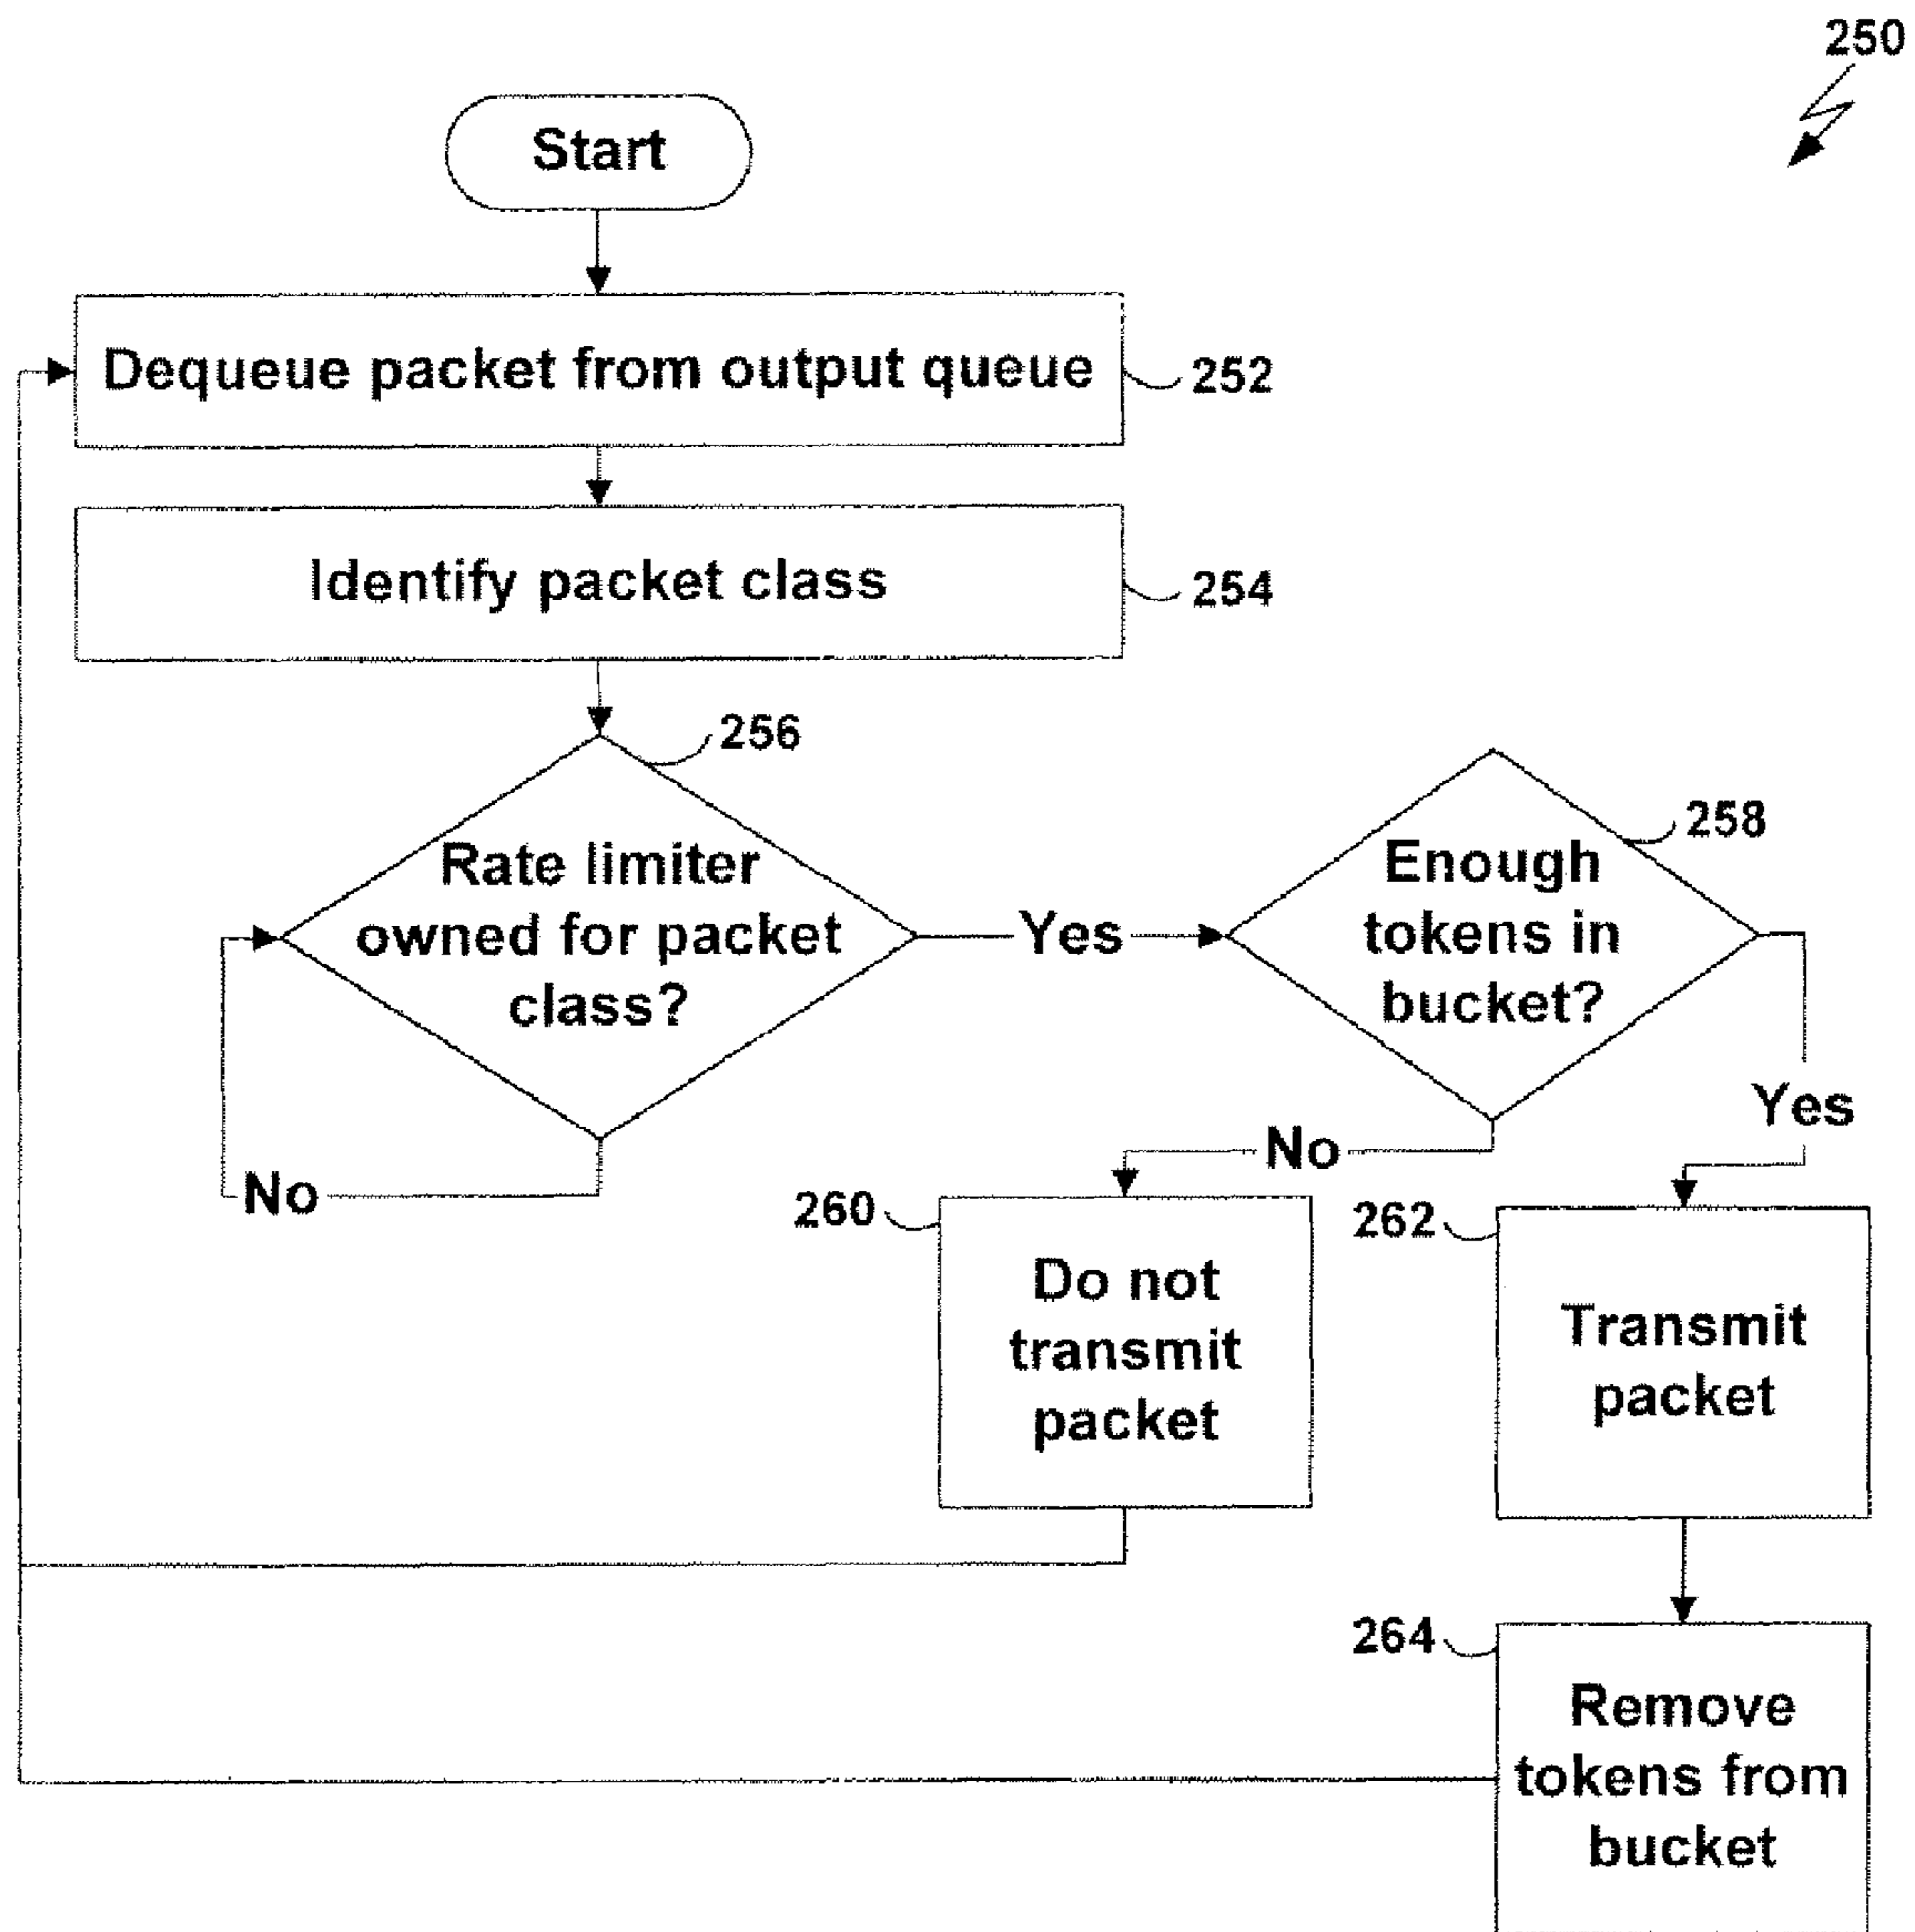 250
Start
Dequeue packet from output queue
252
Identify packet class
254
256
Rate limiter
owned for packet
class?
Yes
No
258
Enough
tokens in
bucket?
No
Yes
260
Do not
transmit
packet
262
Transmit
packet
264
Remove
tokens from
bucket